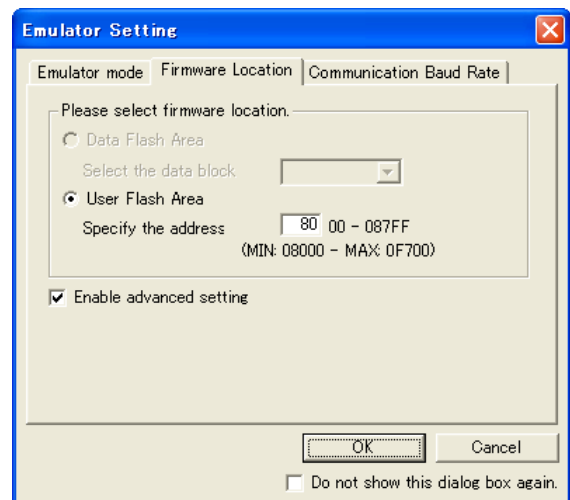 Emulator Setting
Emulator mode Firmware Location Communication Baud Rate
Please select firmware location.
Data Flash Area
Select the data block
User Flash Area
Specify the address 80 00 - 087FF
(MIN: 08000 - MAX: 0F700)
Enable advanced setting
OK Cancel
Do not show this dialog box again.